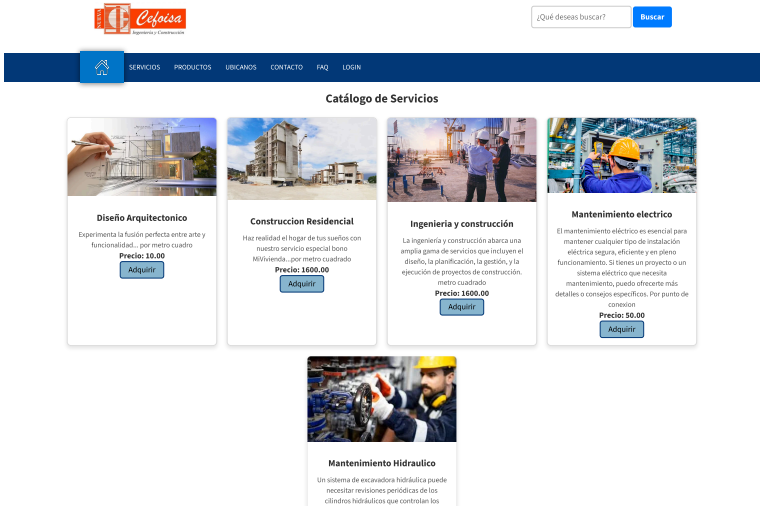 NUEVA
Cefoisa
Ingeniería y Construcción
¿Qué deseas buscar?
Buscar
SERVICIOS
PRODUCTOS
UBICANOS
CONTACTO
FAQ
LOGIN
Catálogo de Servicios
Diseño Arquitectonico
Experimenta la fusión perfecta entre arte y
funcionalidad... por metro cuadro
Precio: 10.00
Adquirir
Construccion Residencial
Haz realidad el hogar de tus sueños con
nuestro servicio especial bono
MiVivienda...por metro cuadrado
Precio: 1600.00
Adquirir
Ingenieria y construcción
La ingeniería y construcción abarca una
amplia gama de servicios que incluyen el
diseño, la planificación, la gestión, y la
ejecución de proyectos de construcción.
metro cuadrado
Precio: 1600.00
Adquirir
Mantenimiento electrico
El mantenimiento eléctrico es esencial para
mantener cualquier tipo de instalación
eléctrica segura, eficiente y en pleno
funcionamiento. Si tienes un proyecto o un
sistema eléctrico que necesita
mantenimiento, puedo ofrecerte más
detalles o consejos específicos. Por punto de
conexion
Precio: 50.00
Adquirir
Mantenimiento Hidraulico
Un sistema de excavadora hidráulica puede
necesitar revisiones periódicas de los
cilindros hidráulicos que controlan los